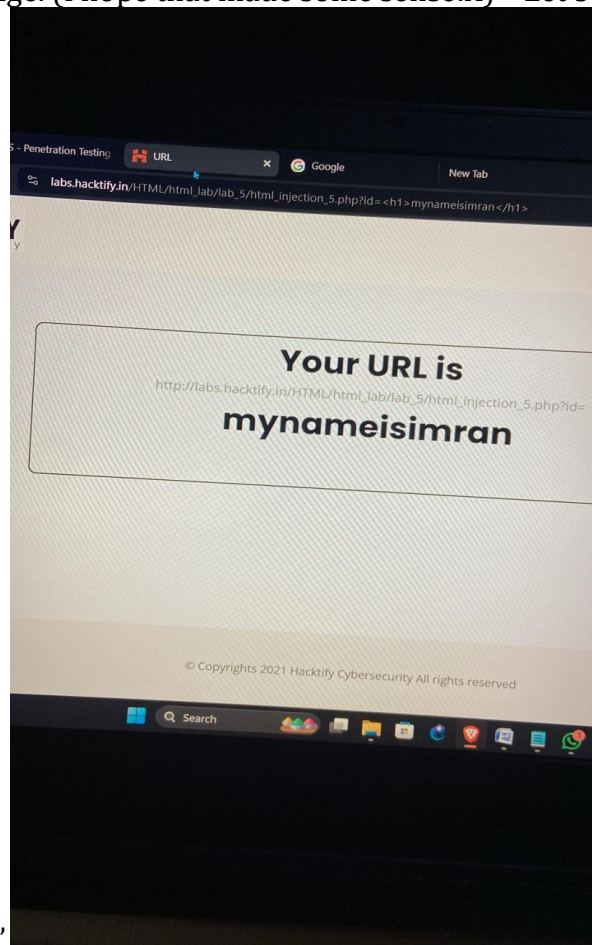 - Penetration Testing
URL
Google
New Tab
labs.hacktify.in/HTML/html_lab/lab_5/html_injection_5.php?id=<h1>mynameisimran</h1>
Y
y
Your URL is
http://labs.hacktify.in/HTML/html_lab/lab_5/html_injection_5.php?id=
mynameisimran
© Copyrights 2021 Hacktify Cybersecurity All rights reserved
Search